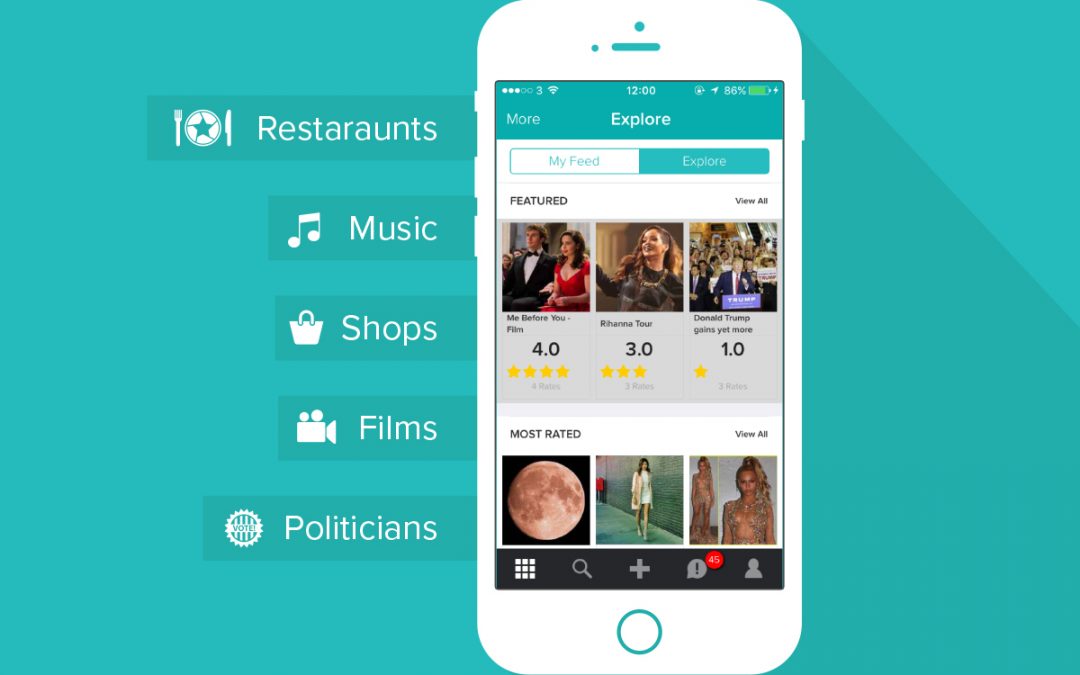 Restaraunts
Music
Shops
Films
VOTE!
Politicians
3 12:00 86%
More Explore
My Feed Explore
FEATURED View All
TRUMP
Me Before You -
Film
Rihanna Tour
Donald Trump
gains yet more
4.0 3.0 1.0
4 Rates 3 Rates 3 Rates
MOST RATED View All
45